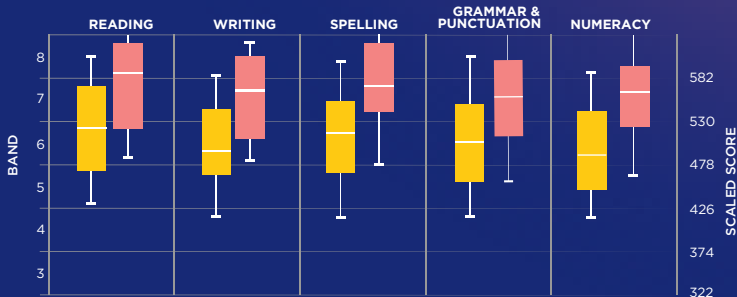 READING
WRITING
SPELLING
GRAMMAR &
PUNCTUATION
NUMERACY
BAND
8
7
6
5
4
3
582
530
478
426
374
322
SCALED SCORE